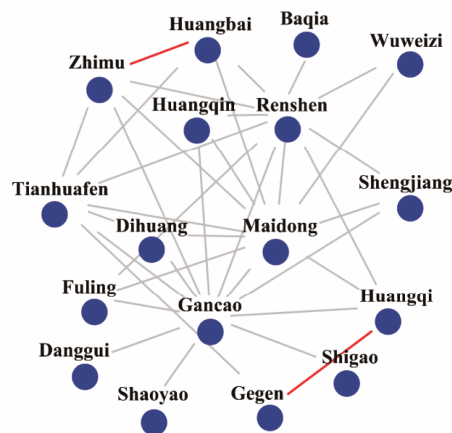 Huangbai
Baqia
Wuweizi
Zhimu
Huangqin
Renshen
Tianhuafen
Shengjiang
Dihuang
Maidong
Fuling
Gancao
Huangqi
Danggui
Shigao
Shaoyao
Gegen